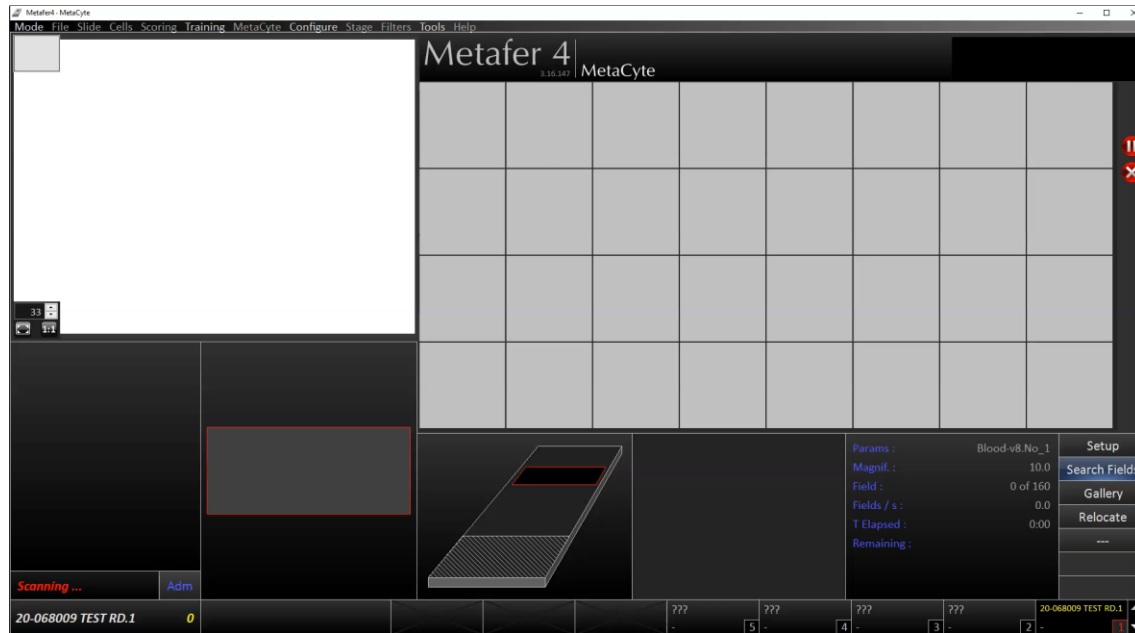 Metafer4 - MetaCyte
Mode File Slide Cells Scoring Training MetaCyte Configure Stage Filters Tools Help
Metafer 4
3.16.147 MetaCyte
33
1:1
Params : Blood-v8.No_1
Magnif. : 10.0
Field : 0 of 160
Fields / s : 0.0
T Elapsed : 0:00
Remaining :
Setup
Search Fields
Gallery
Relocate
---
Scanning ... Adm
20-068009 TEST RD.1 0
??? ??? ??? ??? 20-068009 TEST RD.1
- 5 - 4 - 3 - 2 - 1